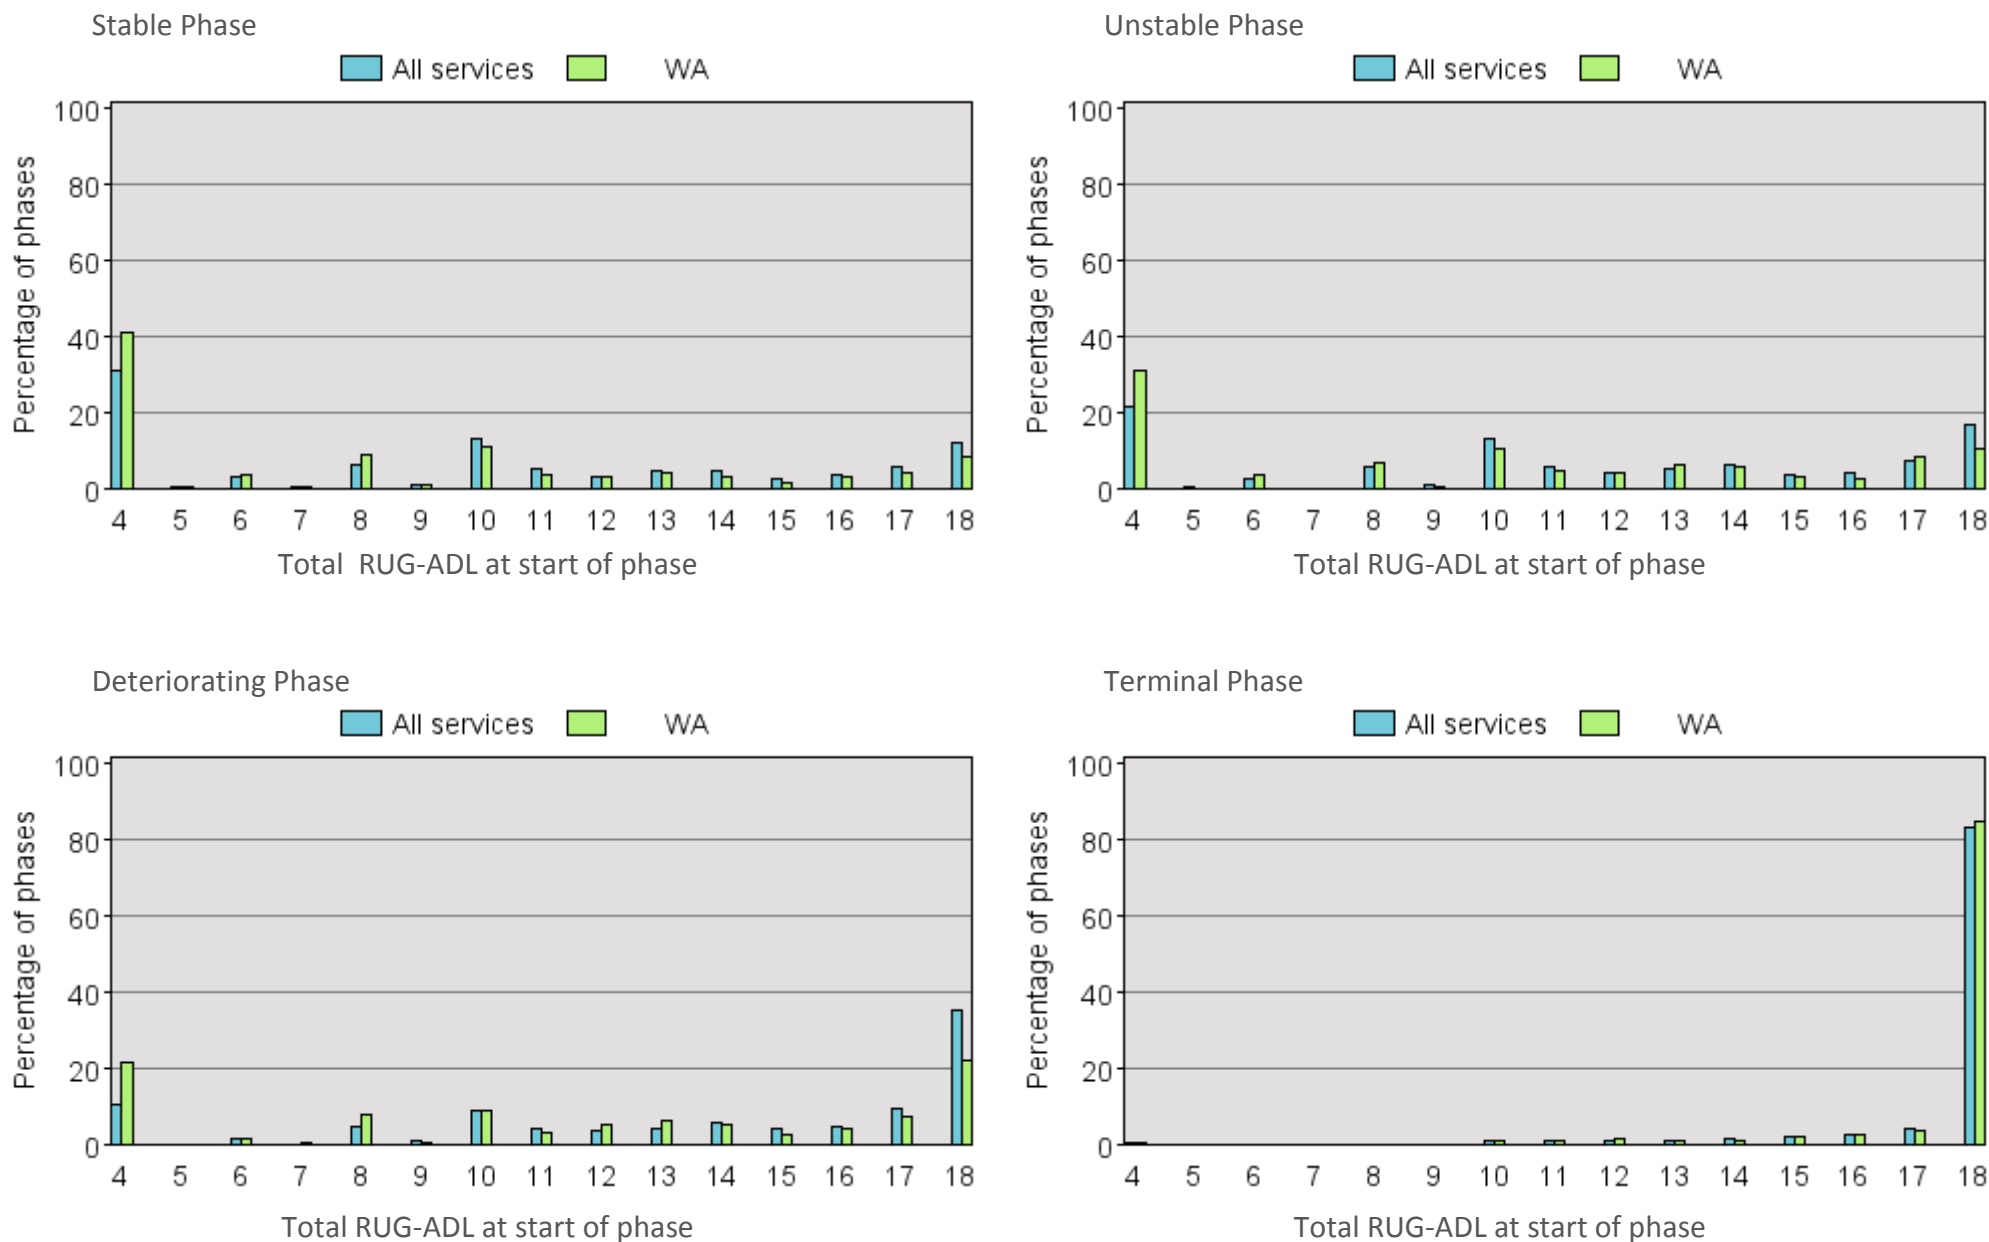 Stable Phase
All services WA
100
80
60
40
20
0
Percentage of phases
4 5 6 7 8 9 10 11 12 13 14 15 16 17 18
Total RUG-ADL at start of phase
Unstable Phase
All services WA
100
80
60
40
20
0
Percentage of phases
4 5 6 7 8 9 10 11 12 13 14 15 16 17 18
Total RUG-ADL at start of phase
Deteriorating Phase
All services WA
100
80
60
40
20
0
Percentage of phases
4 5 6 7 8 9 10 11 12 13 14 15 16 17 18
Total RUG-ADL at start of phase
Terminal Phase
All services WA
100
80
60
40
20
0
Percentage of phases
4 5 6 7 8 9 10 11 12 13 14 15 16 17 18
Total RUG-ADL at start of phase